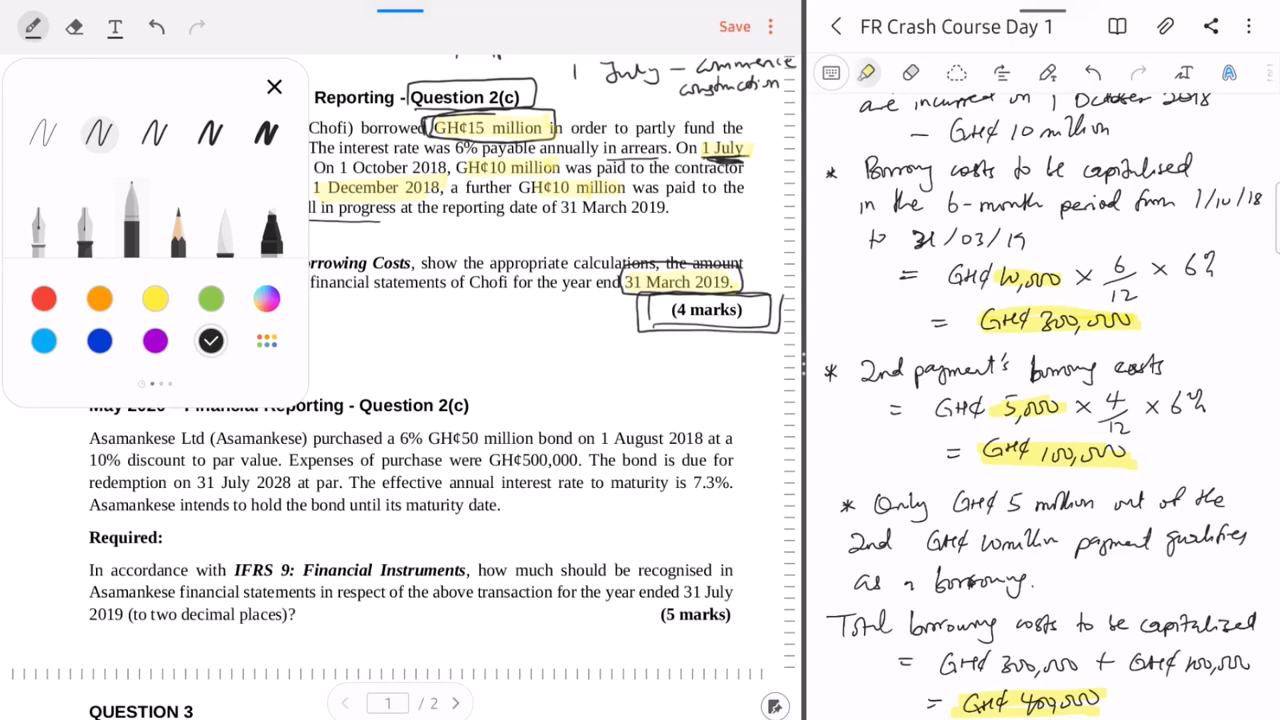 Save
1 July - commence
construction
Reporting - Question 2(c)
Chofi) borrowed GH¢15 million in order to partly fund the
The interest rate was 6% payable annually in arrears. On 1 July
On 1 October 2018, GH¢10 million was paid to the contractor
1 December 2018, a further GH¢10 million was paid to the
ll in progress at the reporting date of 31 March 2019.
rrowing Costs, show the appropriate calculations, the amount
financial statements of Chofi for the year end 31 March 2019.
(4 marks)
Financial Reporting - Question 2(c)
Asamankese Ltd (Asamankese) purchased a 6% GH¢50 million bond on 1 August 2018 at a
10% discount to par value. Expenses of purchase were GH¢500,000. The bond is due for
redemption on 31 July 2028 at par. The effective annual interest rate to maturity is 7.3%.
Asamankese intends to hold the bond until its maturity date.
Required:
In accordance with IFRS 9: Financial Instruments, how much should be recognised in
Asamankese financial statements in respect of the above transaction for the year ended 31 July
2019 (to two decimal places)?
(5 marks)
1 / 2
QUESTION 3
FR Crash Course Day 1
are incurred on 1 October 2018
- GH¢ 10 million
* Borrowing costs to be capitalised
in the 6-month period from 1/10/18
to 31/03/19
= GH¢ 10,000 × 6/12 × 6%
= GH¢ 300,000
* 2nd payment's borrowing costs
= GH¢ 5,000 × 4/12 × 6%
= GH¢ 100,000
* Only GH¢ 5 million out of the
2nd GH¢ 10 million payment qualifies
as a borrowing.
Total borrowing costs to be capitalized
= GH¢ 300,000 + GH¢ 100,000
= GH¢ 400,000